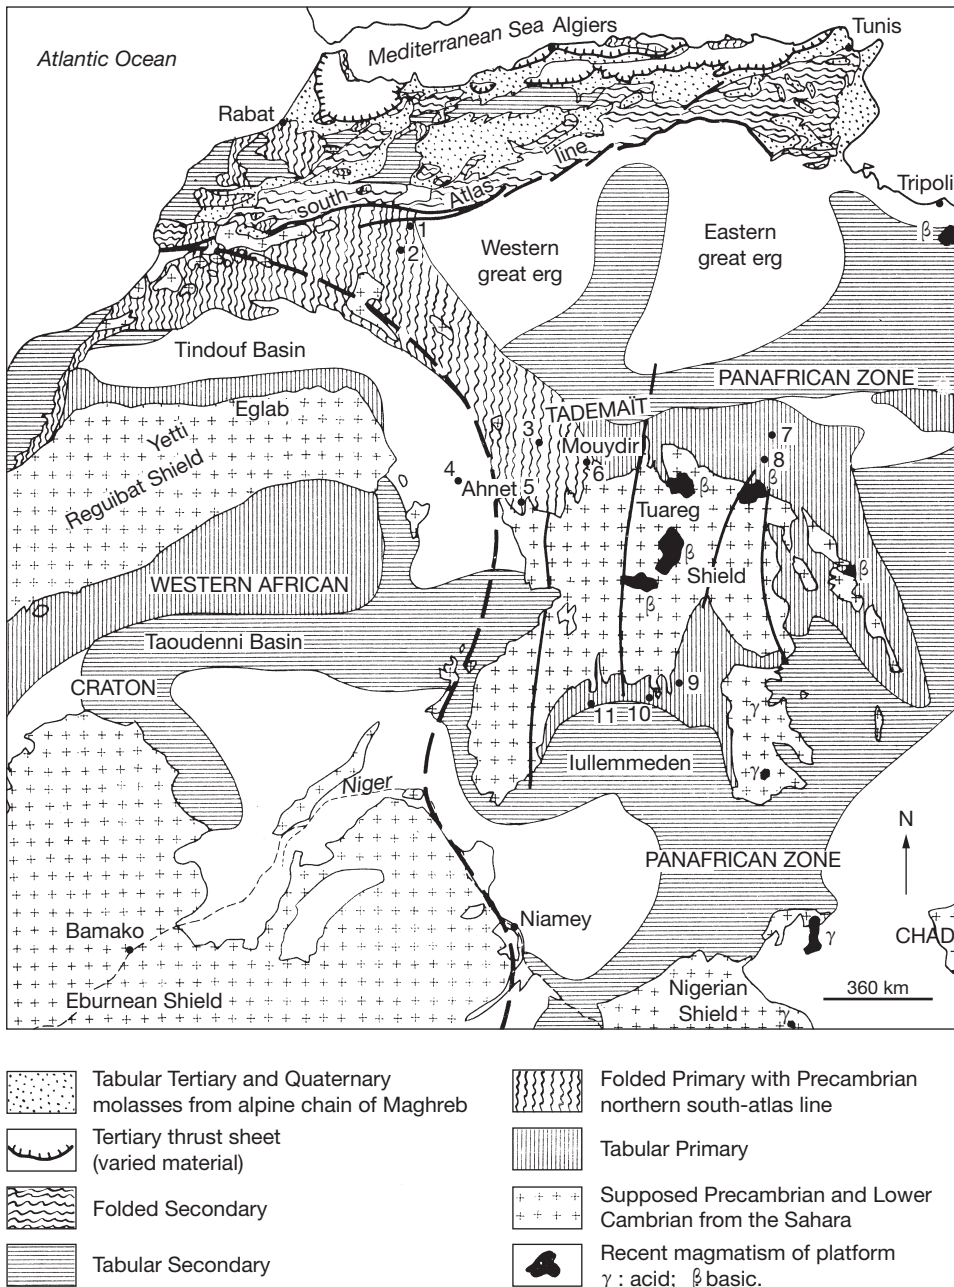 Mediterranean Sea
Algiers
Tunis
Atlantic Ocean
Rabat
south Atlas line
Tripoli
β
1
2
Western
great erg
Eastern
great erg
Tindouf Basin
PANAFRICAN ZONE
Eglab
TADEMAÏT
Yetti
Reguibat Shield
3
Mouydir
7
4
Ahnet
5
6
8
β
β
Tuareg
Shield
β
β
β
WESTERN AFRICAN
Taoudenni Basin
CRATON
9
10
11
γ
Iullemmeden
γ
Niger
N
PANAFRICAN ZONE
Niamey
Bamako
γ
CHAD
Eburnean Shield
Nigerian
Shield
γ
360 km
Tabular Tertiary and Quaternary
molasses from alpine chain of Maghreb
Tertiary thrust sheet
(varied material)
Folded Secondary
Tabular Secondary
Folded Primary with Precambrian
northern south-atlas line
Tabular Primary
Supposed Precambrian and Lower
Cambrian from the Sahara
Recent magmatism of platform
γ : acid; β basic.